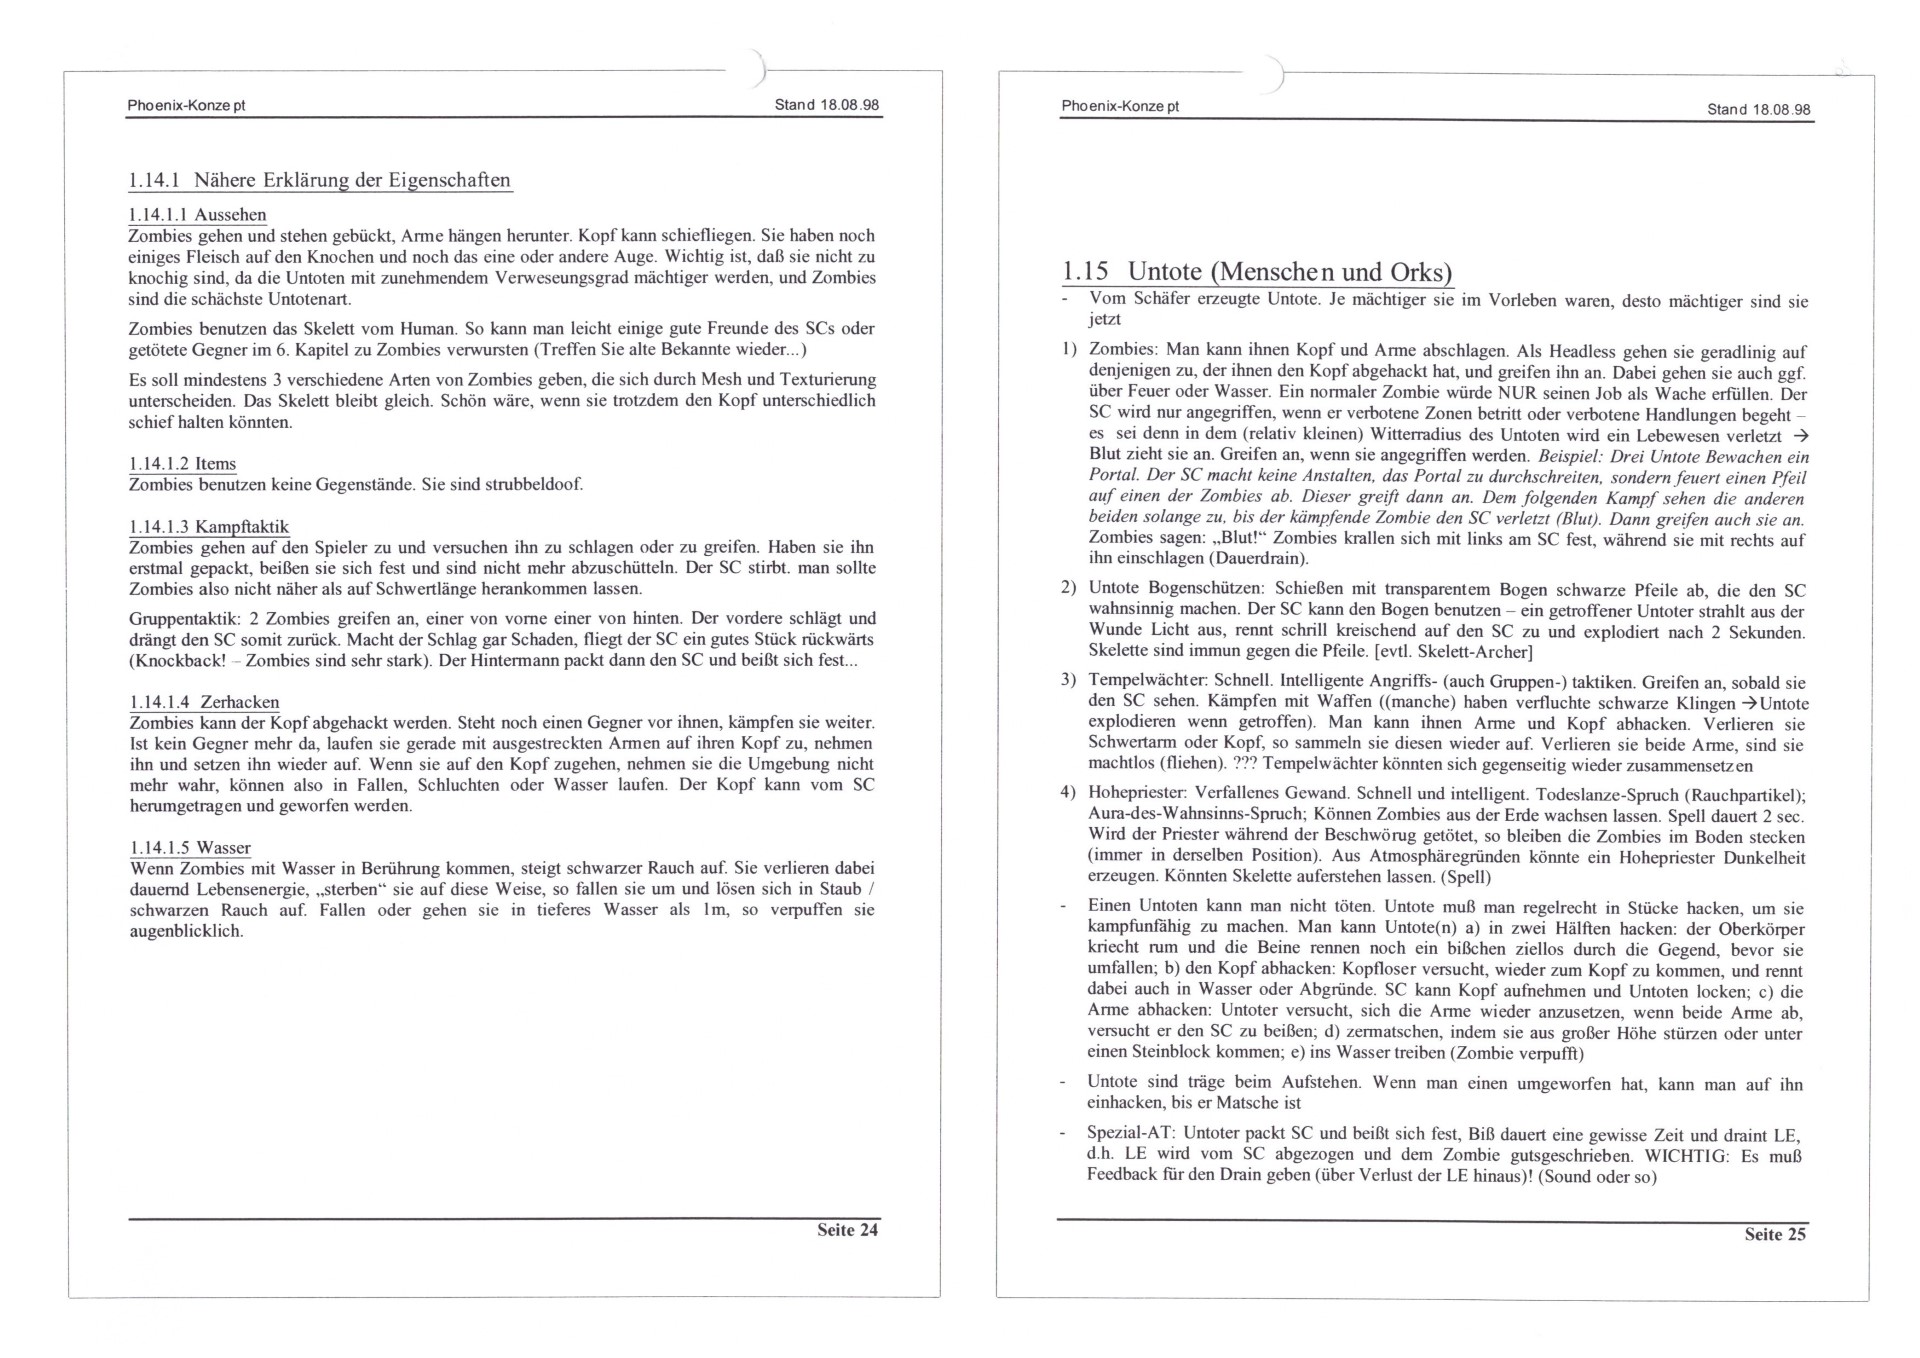 Phoenix-Konzept Stand 18.08.98
1.14.1 Nähere Erklärung der Eigenschaften
1.14.1.1 Aussehen
Zombies gehen und stehen gebückt, Arme hängen herunter. Kopf kann schiefliegen. Sie haben noch
einiges Fleisch auf den Knochen und noch das eine oder andere Auge. Wichtig ist, daß sie nicht zu
knochig sind, da die Untoten mit zunehmendem Verweseungsgrad mächtiger werden, und Zombies
sind die schächste Untotenart.
Zombies benutzen das Skelett vom Human. So kann man leicht einige gute Freunde des SCs oder
getötete Gegner im 6. Kapitel zu Zombies verwursten (Treffen Sie alte Bekannte wieder...)
Es soll mindestens 3 verschiedene Arten von Zombies geben, die sich durch Mesh und Texturierung
unterscheiden. Das Skelett bleibt gleich. Schön wäre, wenn sie trotzdem den Kopf unterschiedlich
schief halten könnten.
1.14.1.2 Items
Zombies benutzen keine Gegenstände. Sie sind strubbeldoof.
1.14.1.3 Kampftaktik
Zombies gehen auf den Spieler zu und versuchen ihn zu schlagen oder zu greifen. Haben sie ihn
erstmal gepackt, beißen sie sich fest und sind nicht mehr abzuschütteln. Der SC stirbt. man sollte
Zombies also nicht näher als auf Schwertlänge herankommen lassen.
Gruppentaktik: 2 Zombies greifen an, einer von vorne einer von hinten. Der vordere schlägt und
drängt den SC somit zurück. Macht der Schlag gar Schaden, fliegt der SC ein gutes Stück rückwärts
(Knockback! – Zombies sind sehr stark). Der Hintermann packt dann den SC und beißt sich fest...
1.14.1.4 Zerhacken
Zombies kann der Kopf abgehackt werden. Steht noch einen Gegner vor ihnen, kämpfen sie weiter.
Ist kein Gegner mehr da, laufen sie gerade mit ausgestreckten Armen auf ihren Kopf zu, nehmen
ihn und setzen ihn wieder auf. Wenn sie auf den Kopf zugehen, nehmen sie die Umgebung nicht
mehr wahr, können also in Fallen, Schluchten oder Wasser laufen. Der Kopf kann vom SC
herumgetragen und geworfen werden.
1.14.1.5 Wasser
Wenn Zombies mit Wasser in Berührung kommen, steigt schwarzer Rauch auf. Sie verlieren dabei
dauernd Lebensenergie, „sterben“ sie auf diese Weise, so fallen sie um und lösen sich in Staub /
schwarzen Rauch auf. Fallen oder gehen sie in tieferes Wasser als 1m, so verpuffen sie
augenblicklich.
Seite 24
Phoenix-Konzept Stand 18.08.98
1.15 Untote (Menschen und Orks)
- Vom Schäfer erzeugte Untote. Je mächtiger sie im Vorleben waren, desto mächtiger sind sie
jetzt
1) Zombies: Man kann ihnen Kopf und Arme abschlagen. Als Headless gehen sie geradlinig auf
denjenigen zu, der ihnen den Kopf abgehackt hat, und greifen ihn an. Dabei gehen sie auch ggf.
über Feuer oder Wasser. Ein normaler Zombie würde NUR seinen Job als Wache erfüllen. Der
SC wird nur angegriffen, wenn er verbotene Zonen betritt oder verbotene Handlungen begeht –
es sei denn in dem (relativ kleinen) Witterradius des Untoten wird ein Lebewesen verletzt →
Blut zieht sie an. Greifen an, wenn sie angegriffen werden. Beispiel: Drei Untote Bewachen ein
Portal. Der SC macht keine Anstalten, das Portal zu durchschreiten, sondern feuert einen Pfeil
auf einen der Zombies ab. Dieser greift dann an. Dem folgenden Kampf sehen die anderen
beiden solange zu, bis der kämpfende Zombie den SC verletzt (Blut). Dann greifen auch sie an.
Zombies sagen: „Blut!“ Zombies krallen sich mit links am SC fest, während sie mit rechts auf
ihn einschlagen (Dauerdrain).
2) Untote Bogenschützen: Schießen mit transparentem Bogen schwarze Pfeile ab, die den SC
wahnsinnig machen. Der SC kann den Bogen benutzen – ein getroffener Untoter strahlt aus der
Wunde Licht aus, rennt schrill kreischend auf den SC zu und explodiert nach 2 Sekunden.
Skelette sind immun gegen die Pfeile. [evtl. Skelett-Archer]
3) Tempelwächter: Schnell. Intelligente Angriffs- (auch Gruppen-) taktiken. Greifen an, sobald sie
den SC sehen. Kämpfen mit Waffen ((manche) haben verfluchte schwarze Klingen →Untote
explodieren wenn getroffen). Man kann ihnen Arme und Kopf abhacken. Verlieren sie
Schwertarm oder Kopf, so sammeln sie diesen wieder auf. Verlieren sie beide Arme, sind sie
machtlos (fliehen). ??? Tempelwächter könnten sich gegenseitig wieder zusammensetzen
4) Hohepriester: Verfallenes Gewand. Schnell und intelligent. Todeslanze-Spruch (Rauchpartikel);
Aura-des-Wahnsinns-Spruch; Können Zombies aus der Erde wachsen lassen. Spell dauert 2 sec.
Wird der Priester während der Beschwörug getötet, so bleiben die Zombies im Boden stecken
(immer in derselben Position). Aus Atmosphäregründen könnte ein Hohepriester Dunkelheit
erzeugen. Könnten Skelette auferstehen lassen. (Spell)
- Einen Untoten kann man nicht töten. Untote muß man regelrecht in Stücke hacken, um sie
kampfunfähig zu machen. Man kann Untote(n) a) in zwei Hälften hacken: der Oberkörper
kriecht rum und die Beine rennen noch ein bißchen ziellos durch die Gegend, bevor sie
umfallen; b) den Kopf abhacken: Kopfloser versucht, wieder zum Kopf zu kommen, und rennt
dabei auch in Wasser oder Abgründe. SC kann Kopf aufnehmen und Untoten locken; c) die
Arme abhacken: Untoter versucht, sich die Arme wieder anzusetzen, wenn beide Arme ab,
versucht er den SC zu beißen; d) zermatschen, indem sie aus großer Höhe stürzen oder unter
einen Steinblock kommen; e) ins Wasser treiben (Zombie verpufft)
- Untote sind träge beim Aufstehen. Wenn man einen umgeworfen hat, kann man auf ihn
einhacken, bis er Matsche ist
- Spezial-AT: Untoter packt SC und beißt sich fest, Biß dauert eine gewisse Zeit und draint LE,
d.h. LE wird vom SC abgezogen und dem Zombie gutsgeschrieben. WICHTIG: Es muß
Feedback für den Drain geben (über Verlust der LE hinaus)! (Sound oder so)
Seite 25